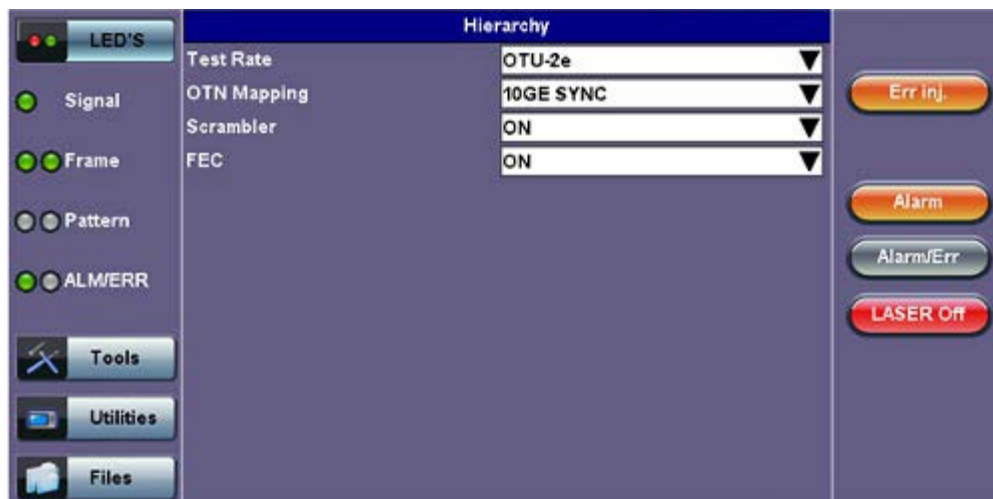 LED'S
Signal
Frame
Pattern
ALM/ERR
Tools
Utilities
Files
Hierarchy
Test Rate OTU-2e
OTN Mapping 10GE SYNC
Scrambler ON
FEC ON
Err inj.
Alarm
Alarm/Err
LASER Off